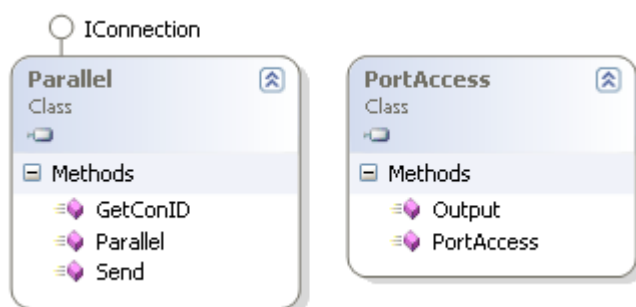 IConnection
Parallel
Class
Methods
GetConID
Parallel
Send
PortAccess
Class
Methods
Output
PortAccess